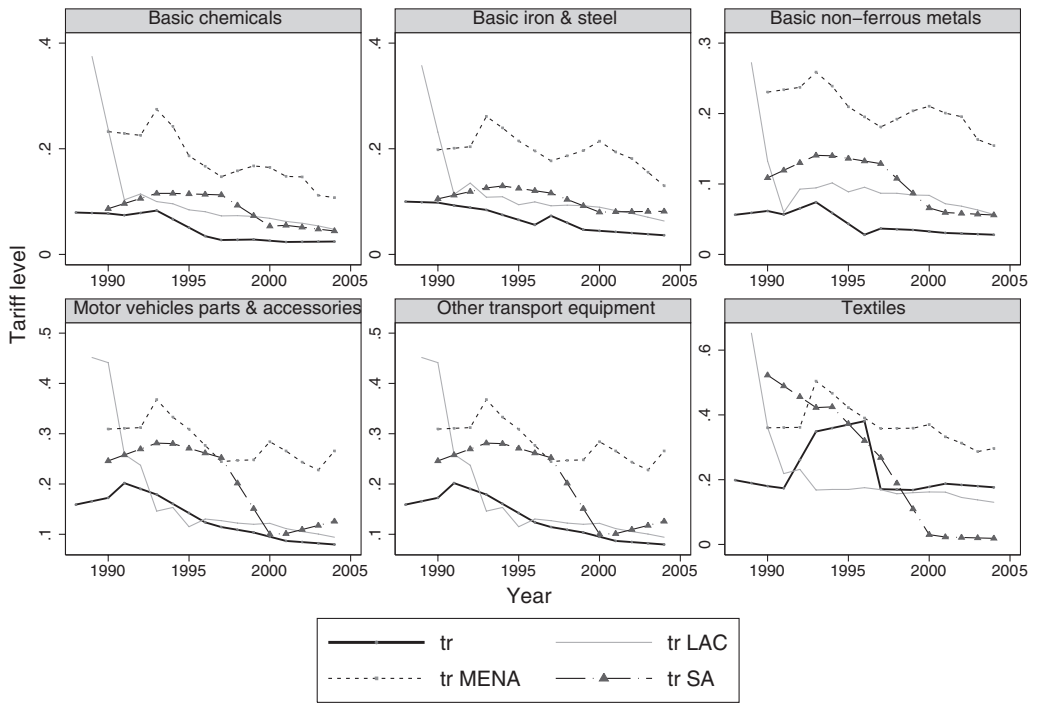 Basic chemicals
Basic iron & steel
Basic non−ferrous metals
.4
.2
0
.4
.2
0
.3
.2
.1
0
1990 1995 2000 2005
1990 1995 2000 2005
1990 1995 2000 2005
Tariff level
Motor vehicles parts & accessories
Other transport equipment
Textiles
.5
.4
.3
.2
.1
.5
.4
.3
.2
.1
.6
.4
.2
0
1990 1995 2000 2005
1990 1995 2000 2005
1990 1995 2000 2005
Year
tr
tr LAC
tr MENA
tr SA